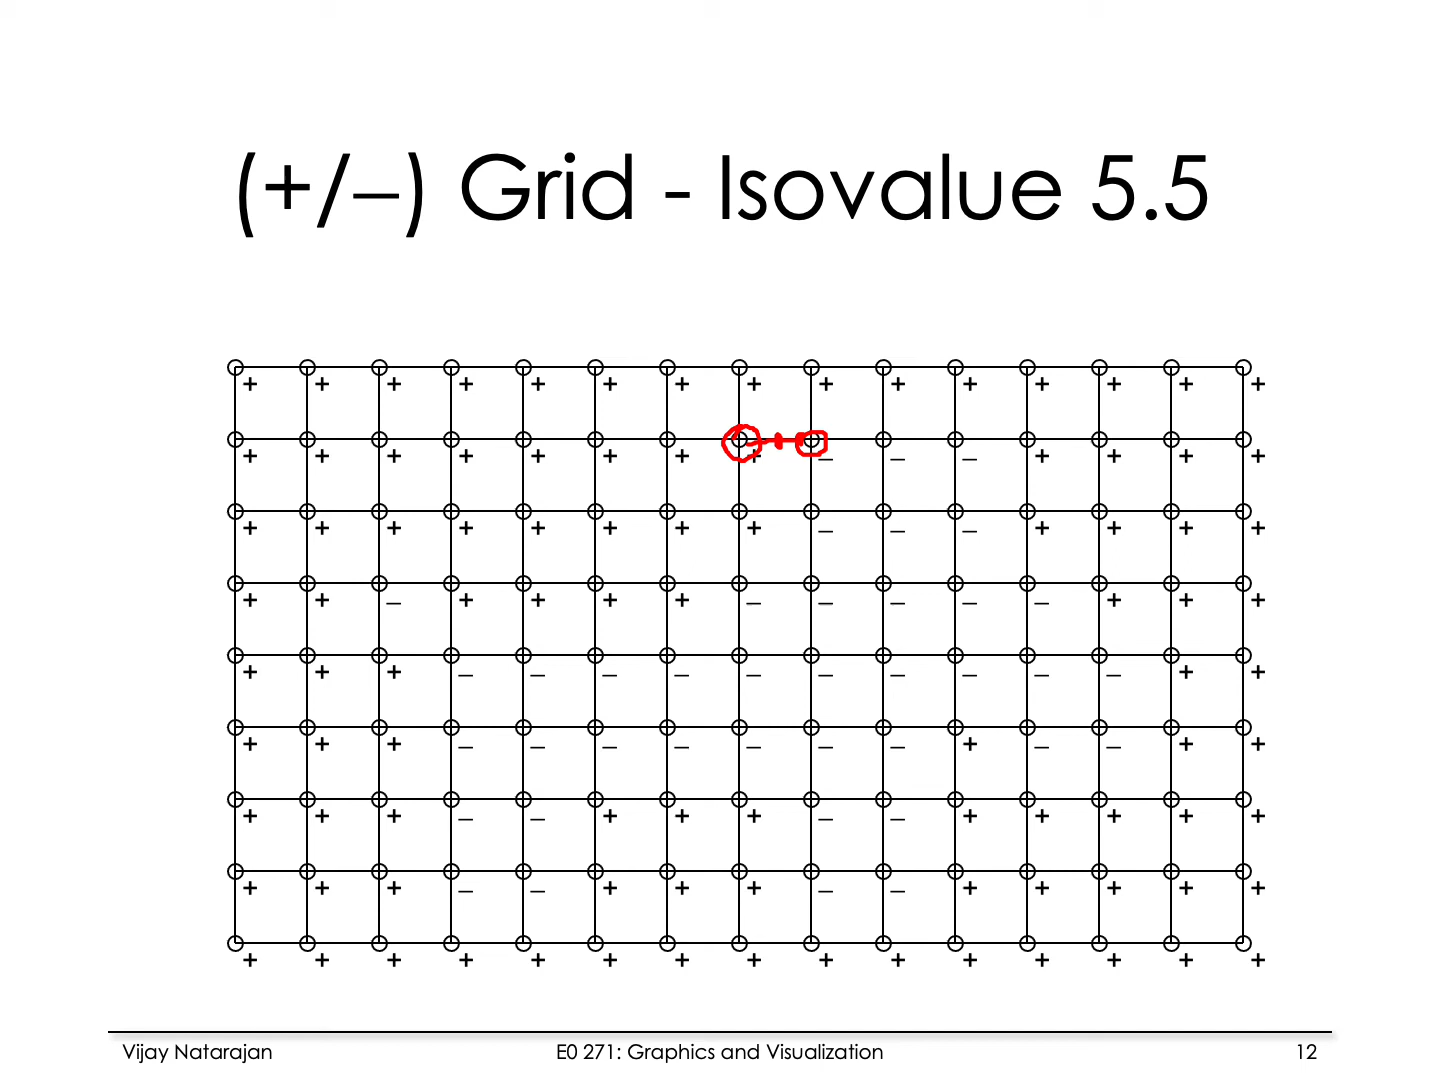 (+/–) Grid - Isovalue 5.5
+ + + + + + + + + + + + + + +
+ + + + + + + + – – – + + + +
+ + + + + + + + – – – + + + +
+ + – + + + + – – – – – + + +
+ + + – – – – – – – – – – + +
+ + + – – – – – – – + – – + +
+ + + – – + + + – – + + + + +
+ + + – – + + + – – + + + + +
+ + + + + + + + + + + + + + +
Vijay Natarajan E0 271: Graphics and Visualization 12